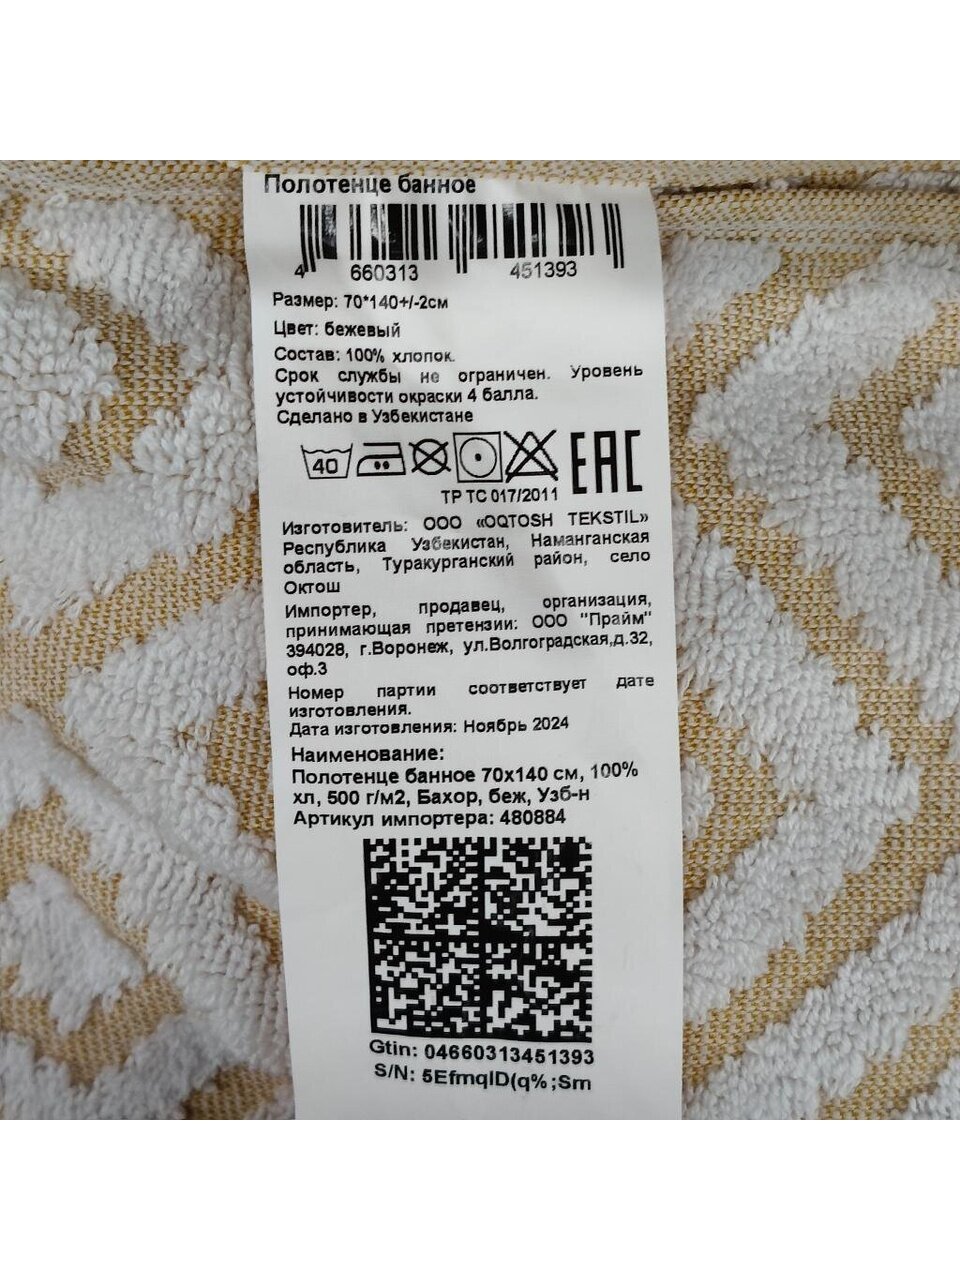 Полотенце банное
4 660313 451393
Размер: 70*140+/-2см
Цвет: бежевый
Состав: 100% хлопок.
Срок службы не ограничен. Уровень
устойчивости окраски 4 балла.
Сделано в Узбекистане
40
EAC
ТР ТС 017/2011
Изготовитель: ООО «OQTOSH TEKSTIL»
Республика Узбекистан, Наманганская
область, Туракурганский район, село
Октош
Импортер, продавец, организация,
принимающая претензии: ООО "Прайм"
394028, г.Воронеж, ул.Волгоградская,д.32,
оф.3
Номер партии соответствует дате
изготовления.
Дата изготовления: Ноябрь 2024
Наименование:
Полотенце банное 70х140 см, 100%
хл, 500 г/м2, Бахор, беж, Узб-н
Артикул импортера: 480884
Gtin: 04660313451393
S/N: